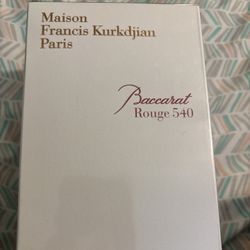 Maison
Francis Kurkdjian
Paris
Baccarat
Rouge 540